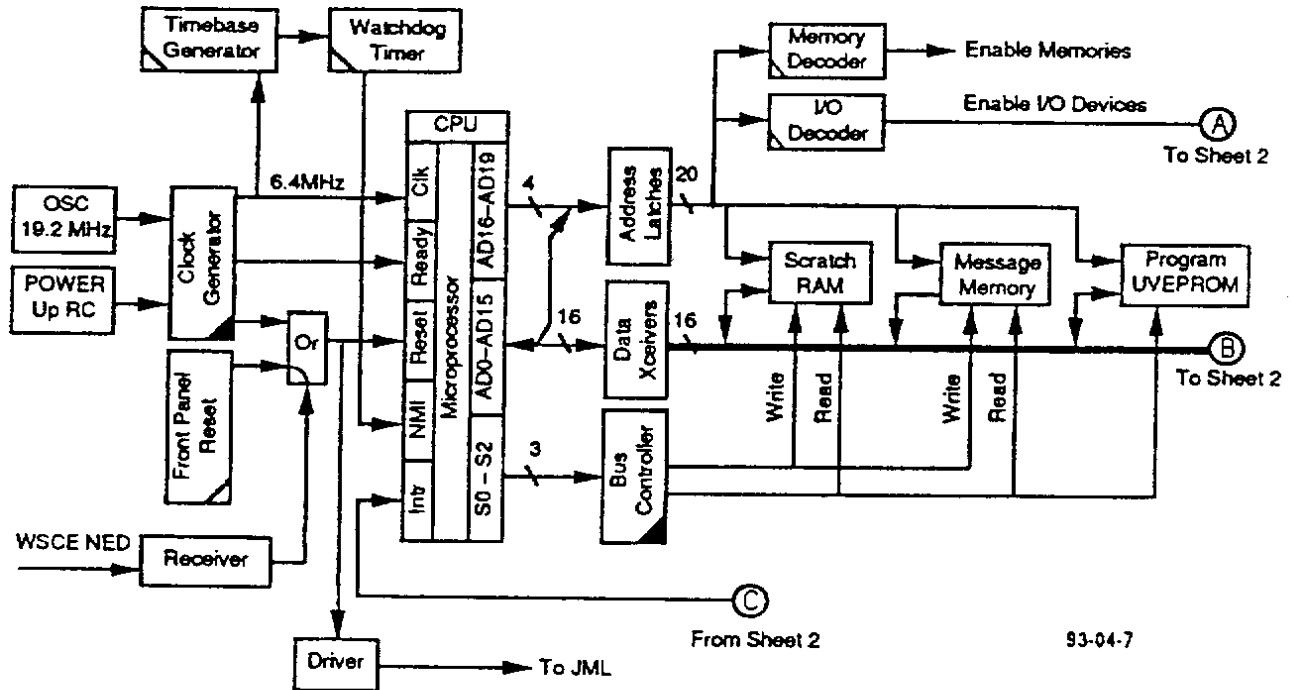 Timebase
Generator
Watchdog
Timer
Memory
Decoder
Enable Memories
I/O
Decoder
Enable I/O Devices
A
To Sheet 2
CPU
OSC
19.2 MHz
POWER
Up RC
Clock
Generator
6.4MHz
Clk
Ready
Reset
NMI
Intr
Microprocessor
AD16-AD19
AD0-AD15
S0 - S2
4
16
3
Address
Latches
20
Data
Xceivers
16
Bus
Controller
Scratch
RAM
Message
Memory
Program
UVEPROM
B
To Sheet 2
Write
Read
Write
Read
Or
Front Panel
Reset
WSCE NED
Receiver
C
From Sheet 2
93-04-7
Driver
To JML